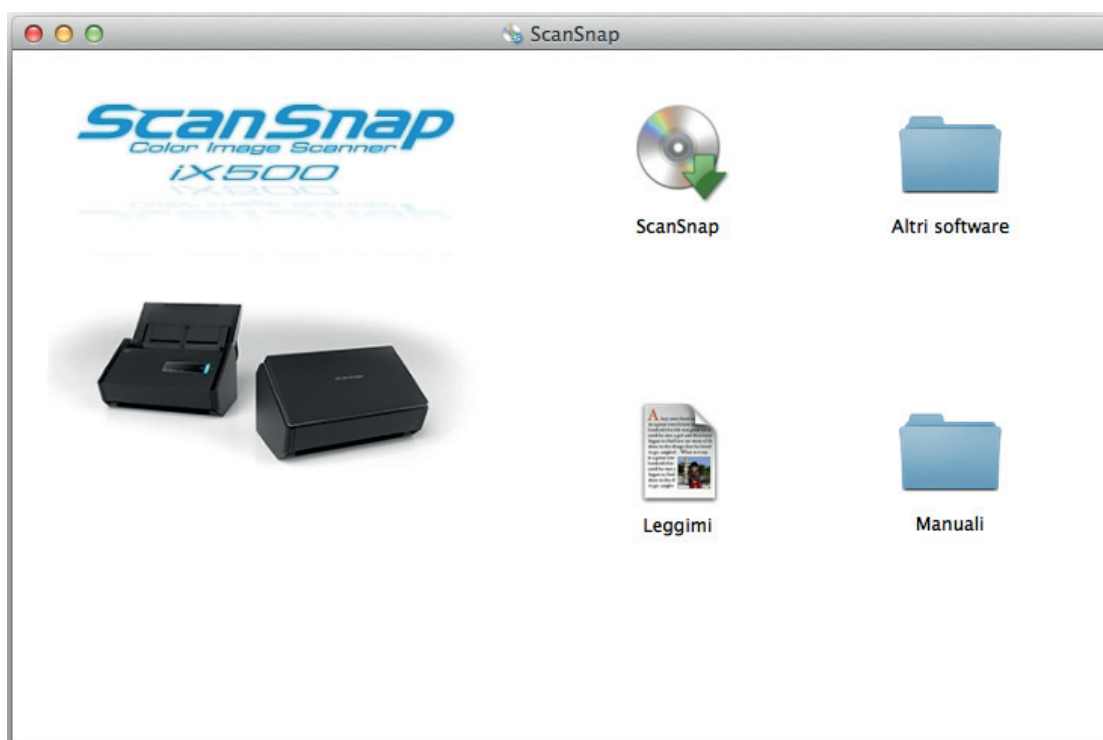 ScanSnap
ScanSnap
Color Image Scanner
iX500
ScanSnap
Altri software
Leggimi
Manuali